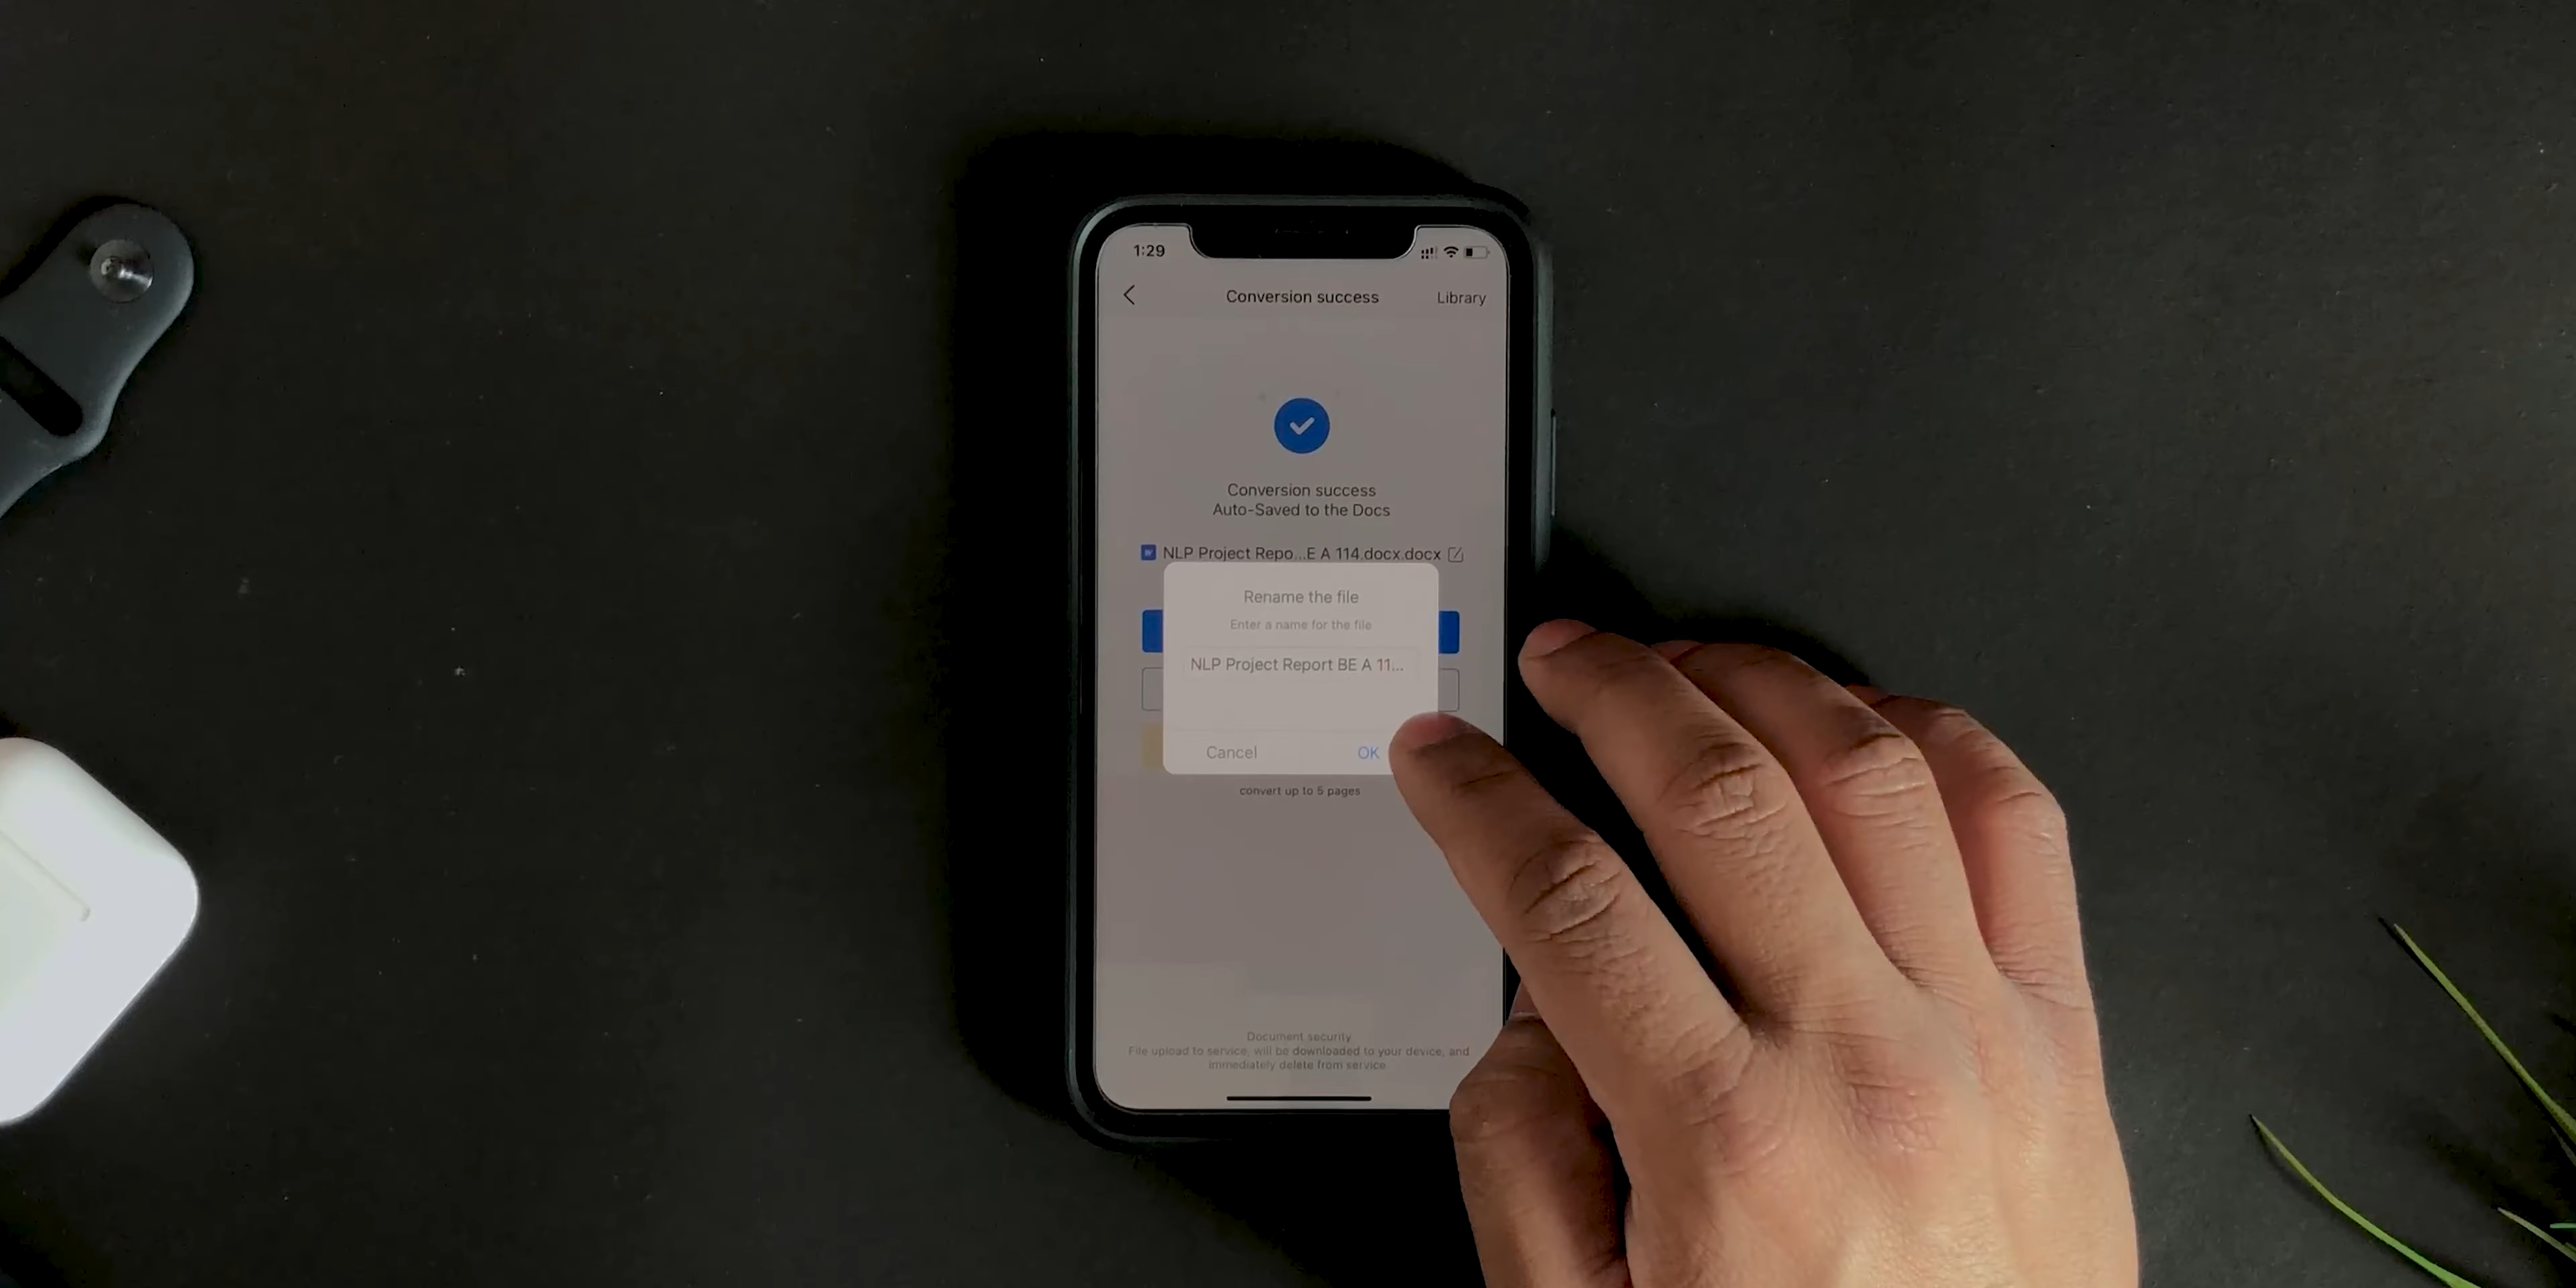 1:29
Conversion success
Library
Conversion success
Auto-Saved to the Docs
NLP Project Repo...E A 114.docx.docx
Rename the file
Enter a name for the file
NLP Project Report BE A 11...
Cancel
OK
convert up to 5 pages
Document security
File upload to service, will be downloaded to your device, and
immediately delete from service